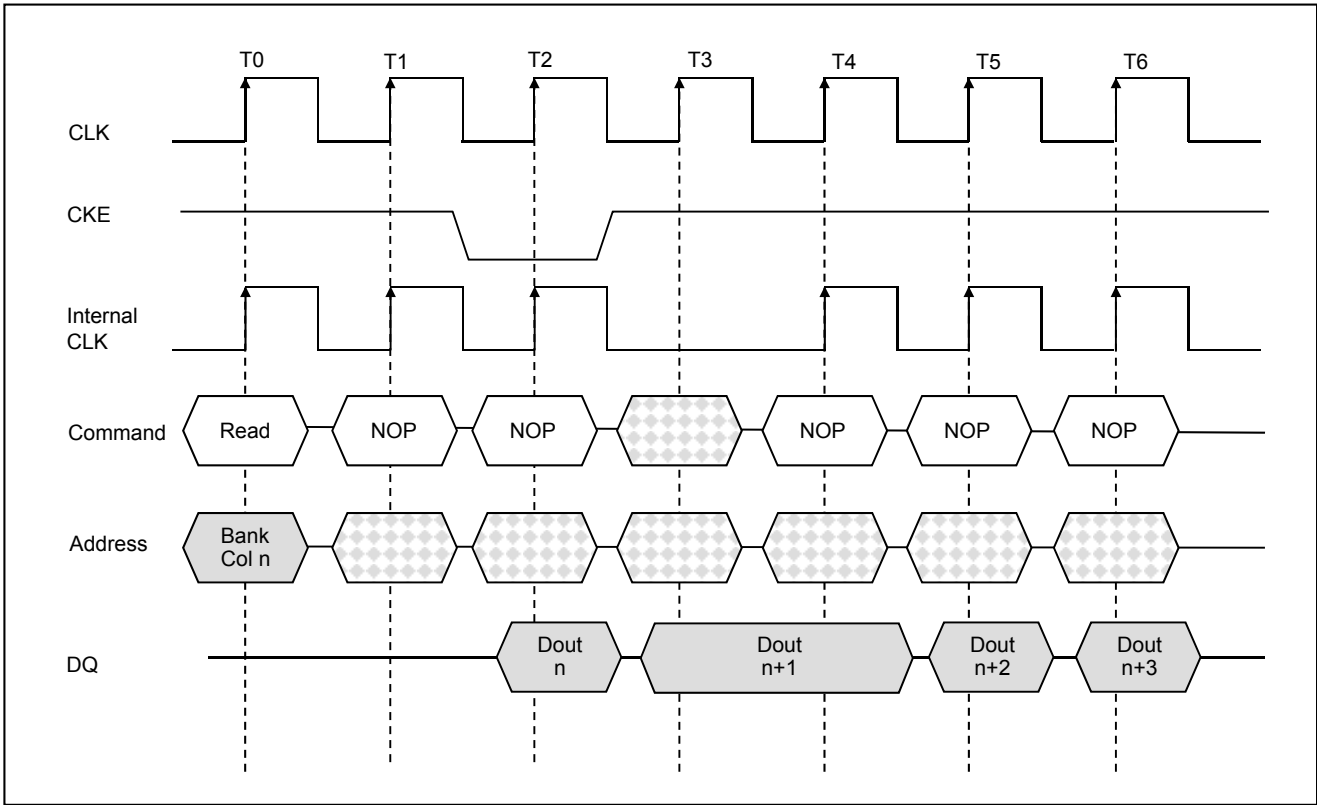 T0 T1 T2 T3 T4 T5 T6
CLK
CKE
Internal
CLK
Command Read NOP NOP NOP NOP NOP
Address
Bank
Col n
DQ
Dout
n
Dout
n+1
Dout
n+2
Dout
n+3